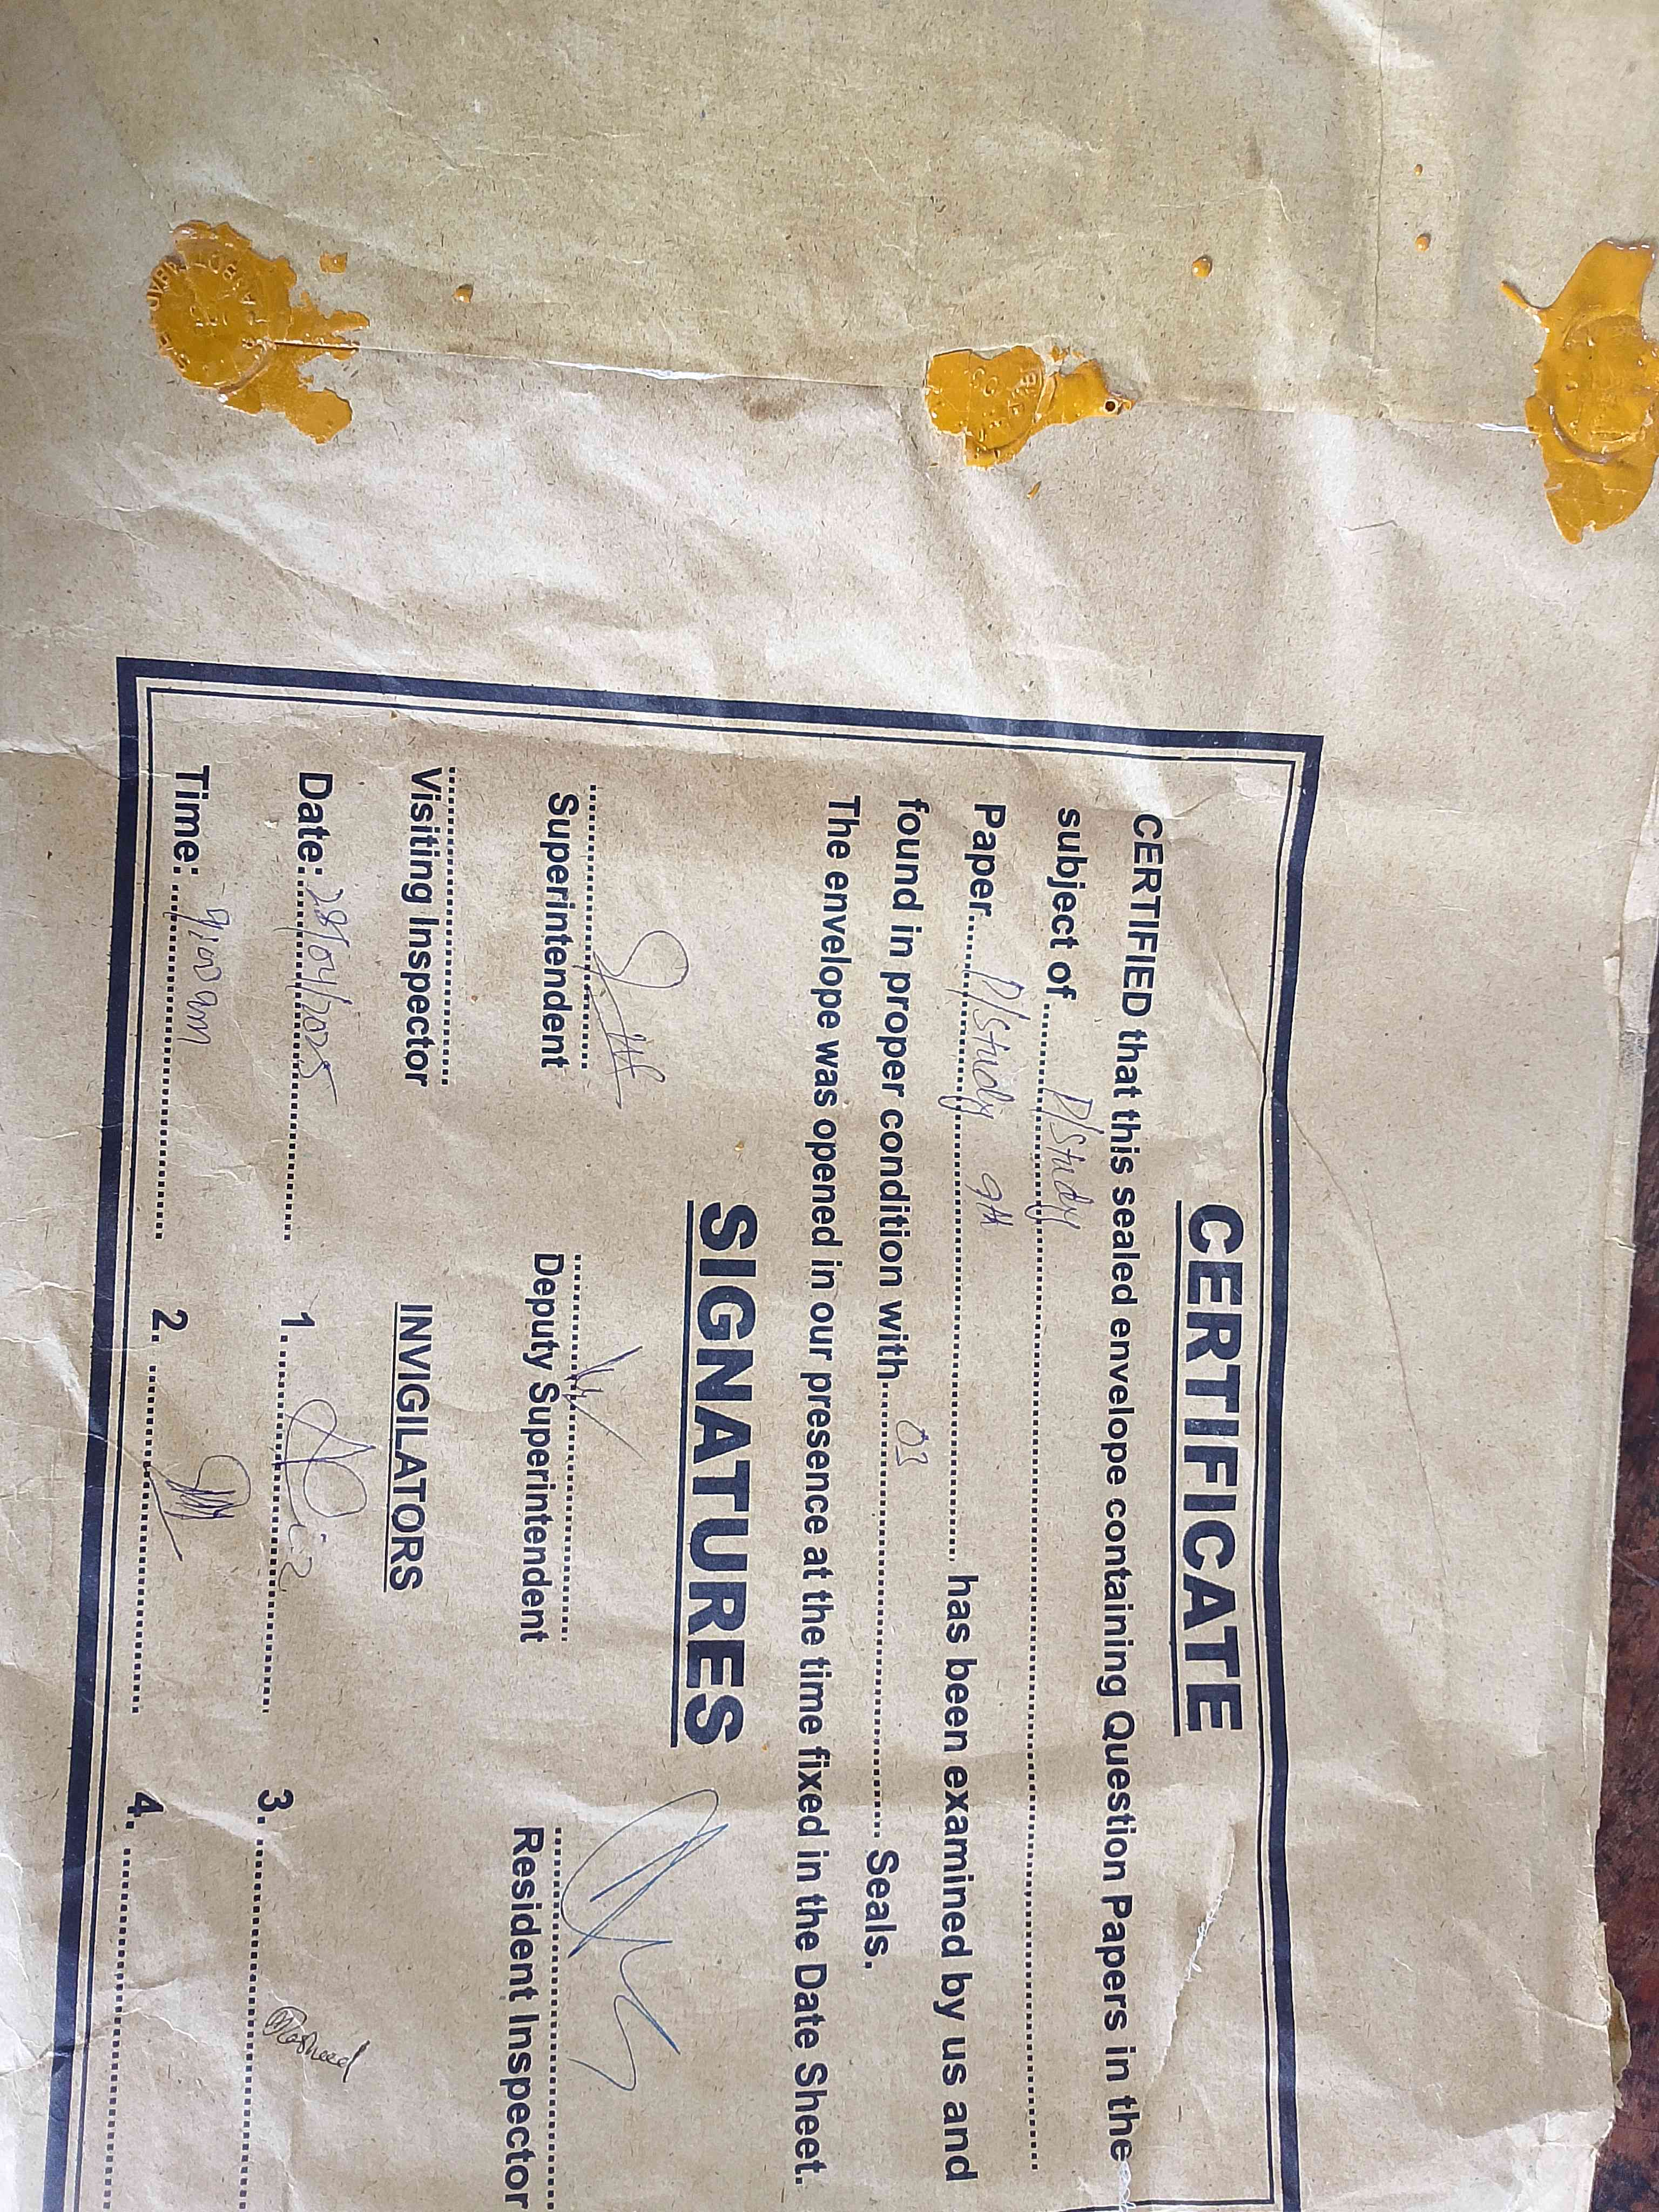 CERTIFICATE
CERTIFIED that this sealed envelope containing Question Papers in the
subject of P/study
Paper P/study 9th has been examined by us and
found in proper condition with 03 Seals.
The envelope was opened in our presence at the time fixed in the Date Sheet.
SIGNATURES
Superintendent Deputy Superintendent Resident Inspector
Visiting Inspector INVIGILATORS
Date: 28/04/2025 1. 3. Rasheed
Time: 9:00 am 2. 4.